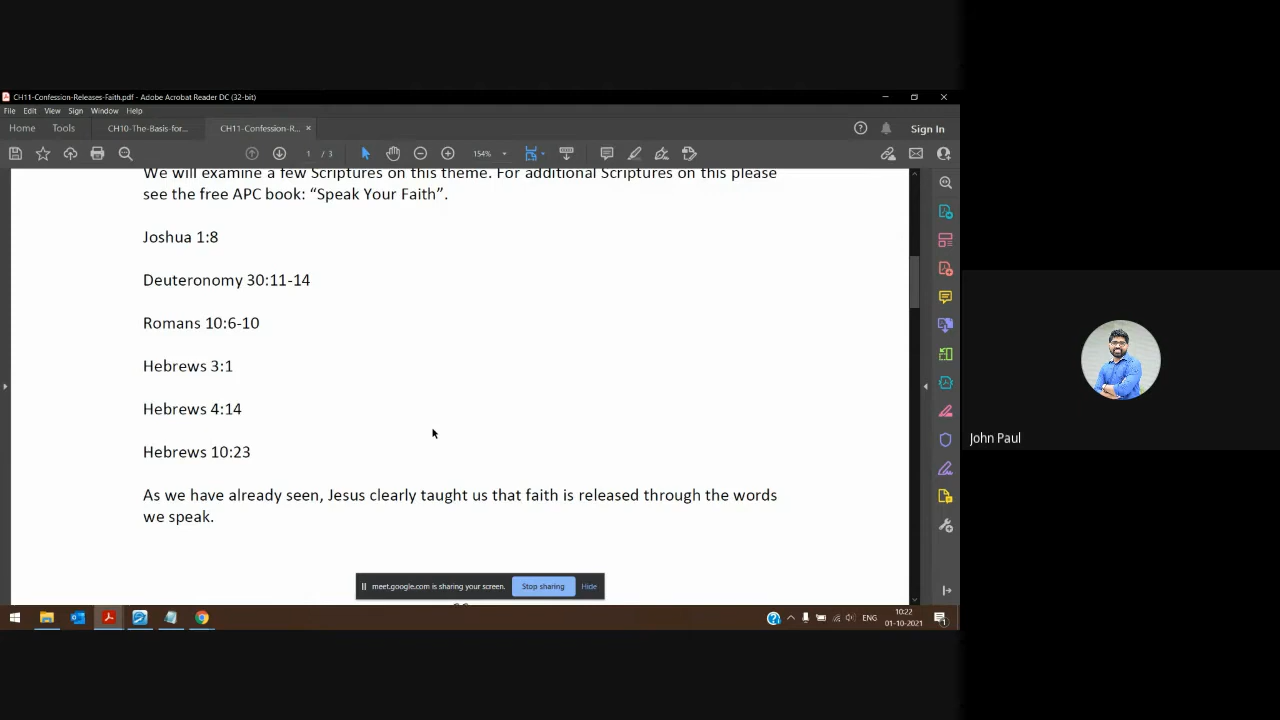 CH11-Confession-Releases-Faith.pdf - Adobe Acrobat Reader DC (32-bit)
File Edit View Sign Window Help
Home Tools CH10-The-Basis-for... CH11-Confession-R... × Sign In
1 / 3 154%
We will examine a few Scriptures on this theme. For additional Scriptures on this please
see the free APC book: “Speak Your Faith”.
Joshua 1:8
Deuteronomy 30:11-14
Romans 10:6-10
Hebrews 3:1
Hebrews 4:14
Hebrews 10:23
As we have already seen, Jesus clearly taught us that faith is released through the words
we speak.
meet.google.com is sharing your screen. Stop sharing Hide
John Paul
ENG
10:22
01-10-2021
1